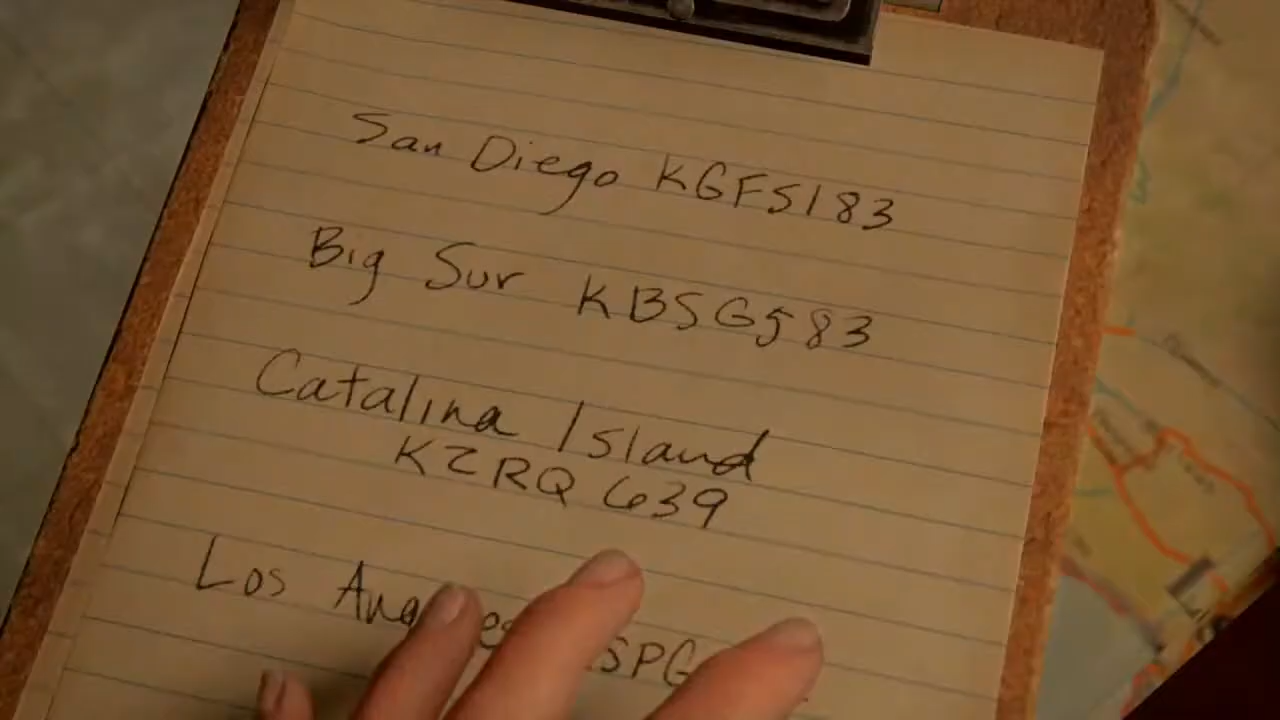 San Diego KGFS183
Big Sur KBSG583
Catalina Island
KZRQ 639
Los